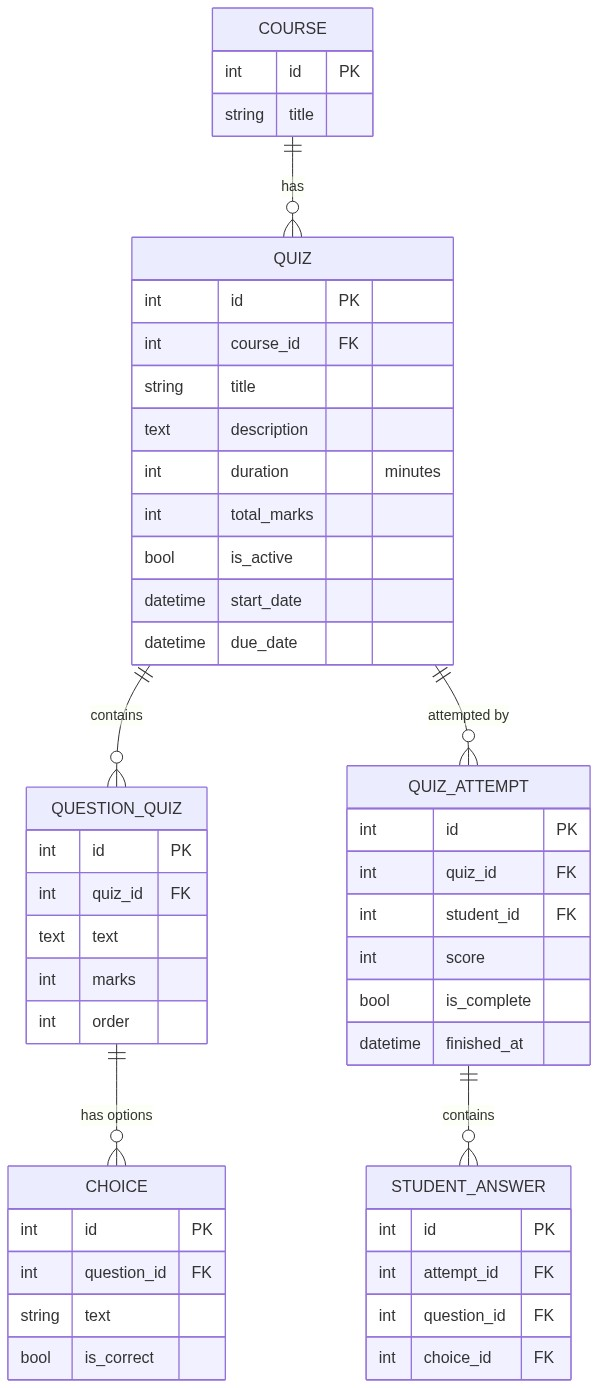 COURSE
int id PK
string title
has
QUIZ
int id PK
int course_id FK
string title
text description
int duration minutes
int total_marks
bool is_active
datetime start_date
datetime due_date
contains
attempted by
QUESTION_QUIZ
int id PK
int quiz_id FK
text text
int marks
int order
QUIZ_ATTEMPT
int id PK
int quiz_id FK
int student_id FK
int score
bool is_complete
datetime finished_at
has options
contains
CHOICE
int id PK
int question_id FK
string text
bool is_correct
STUDENT_ANSWER
int id PK
int attempt_id FK
int question_id FK
int choice_id FK